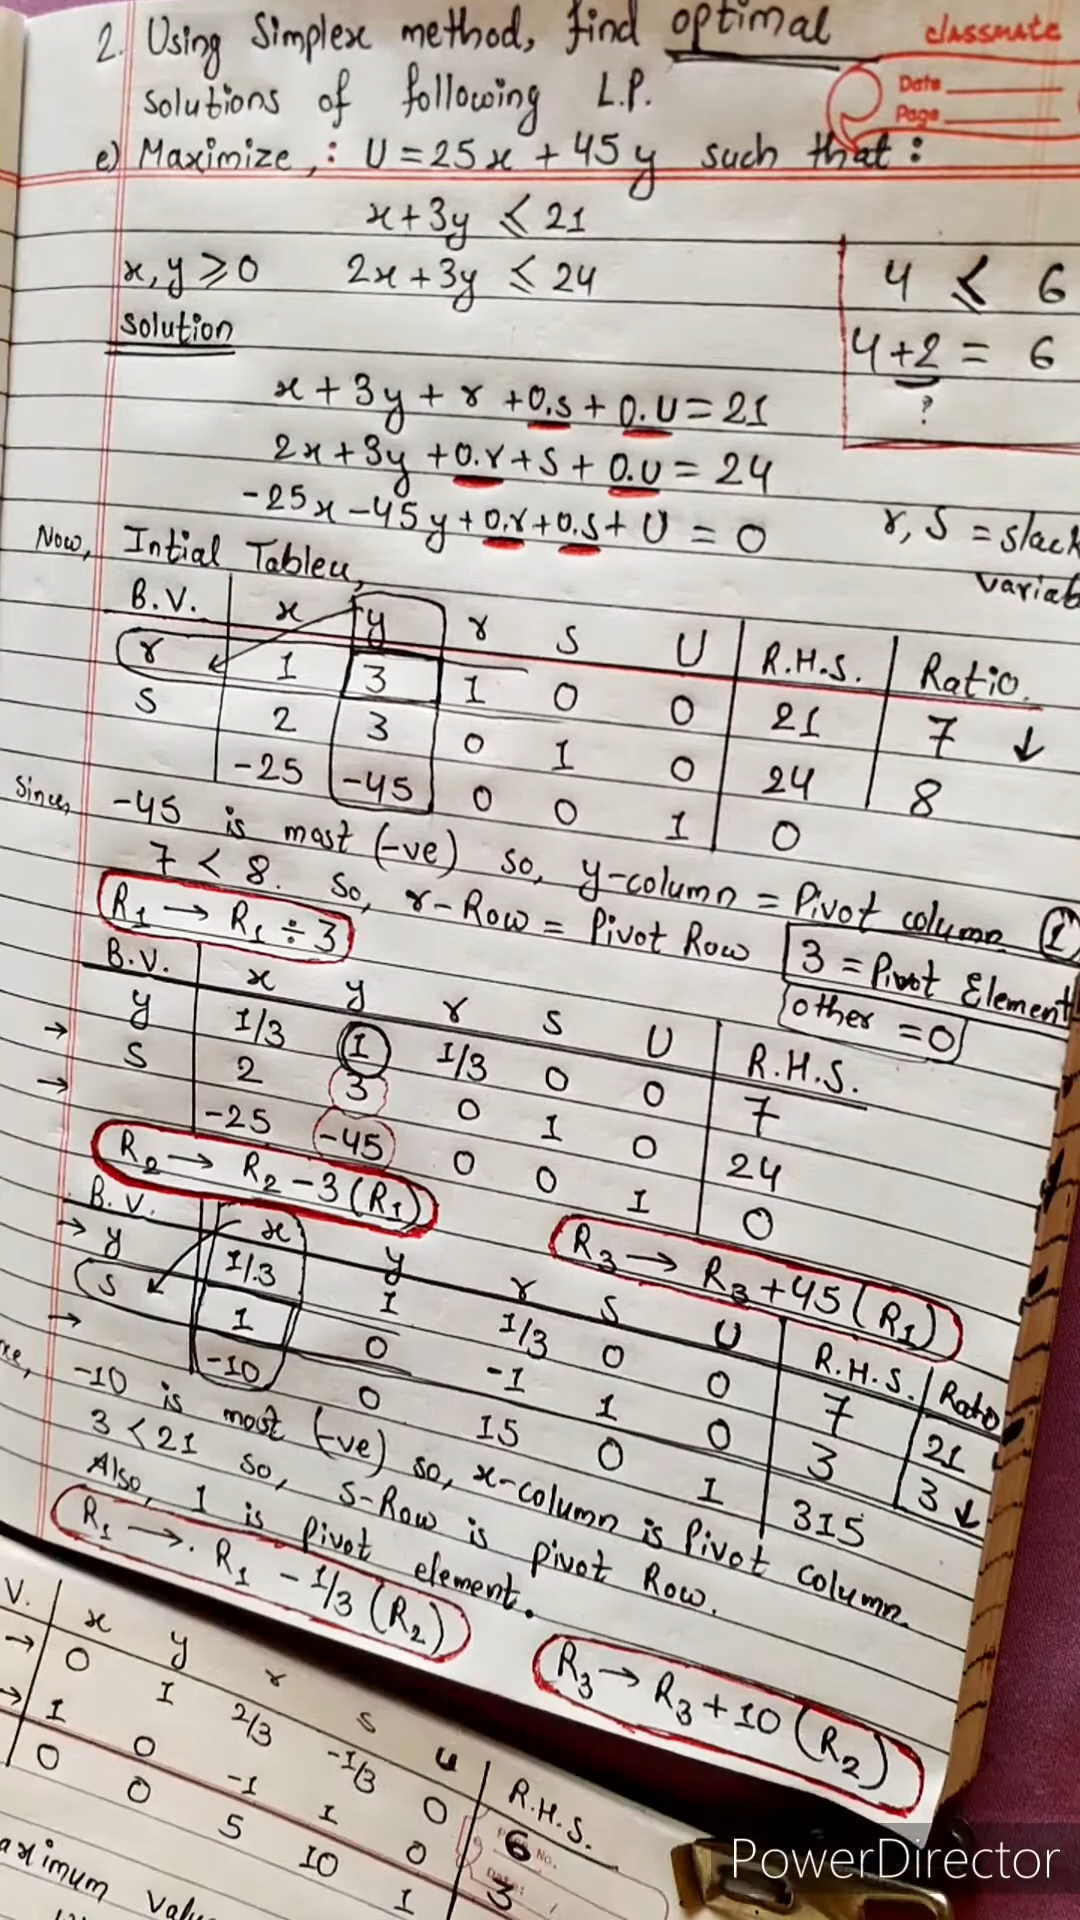 2. Using Simplex method, find optimal
solutions of following L.P.
classmate
Date
Page
e) Maximize, : U = 25x + 45y such that :
x + 3y ≤ 21
x, y ≥ 0 2x + 3y ≤ 24
4 ≤ 6
4 + 2 = 6
?
Solution
x + 3y + r + 0.s + 0.U = 21
2x + 3y + 0.r + s + 0.U = 24
-25x - 45y + 0.r + 0.s + U = 0
r, s = slack
variab
Now, Intial Tableu,
B.V. x y r s U R.H.S. Ratio.
r 1 3 1 0 0 21 7 ↓
s 2 3 0 1 0 24 8
-25 -45 0 0 1 0
Since, -45 is most (-ve) so, y-column = Pivot column
7 < 8. So, r-Row = Pivot Row
R1 → R1 ÷ 3
3 = Pivot Element
1
other = 0
B.V. x y r s U R.H.S.
→ y 1/3 1 1/3 0 0 7
→ s 2 3 0 1 0 24
-25 -45 0 0 1 0
R2 → R2 - 3 (R1)
R3 → R3 + 45 (R1)
B.V. x y r s U R.H.S. Ratio
→ y 1/3 1 1/3 0 0 7 21
s 1 0 -1 1 0 3 3 ↓
→ -10 0 15 0 1 315
-10 is most (-ve) so, x-column is Pivot column.
3 < 21 so, s-Row is pivot Row.
Also, 1 is pivot element.
R1 → R1 - 1/3 (R2)
R3 → R3 + 10 (R2)
V. x y r s u R.H.S.
→ 0 1 2/3 -1/3 0 6
→ 1 0 -1 1 0 3
0 0 5 10 1
aximum
PowerDirector